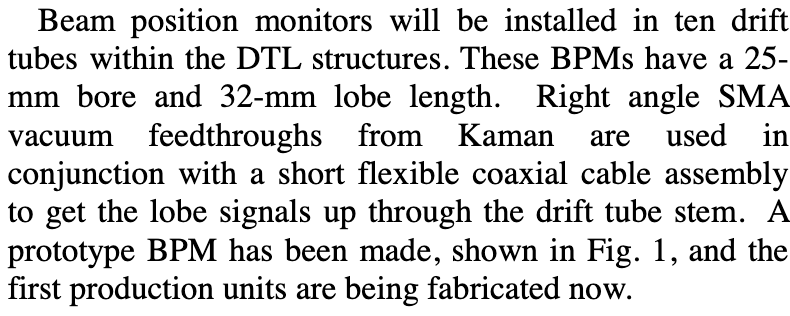 Beam position monitors will be installed in ten drift
tubes within the DTL structures. These BPMs have a 25-
mm bore and 32-mm lobe length. Right angle SMA
vacuum feedthroughs from Kaman are used in
conjunction with a short flexible coaxial cable assembly
to get the lobe signals up through the drift tube stem. A
prototype BPM has been made, shown in Fig. 1, and the
first production units are being fabricated now.